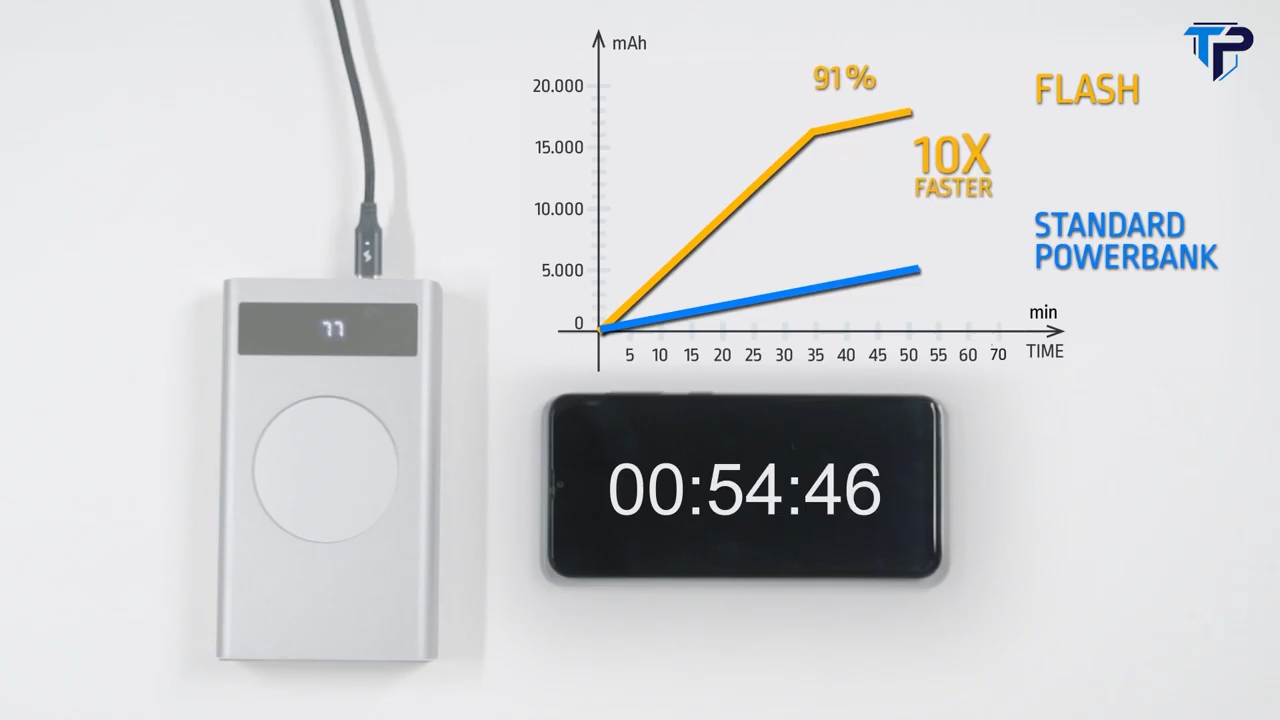 TP
mAh
20.000
15.000
10.000
5.000
0
5 10 15 20 25 30 35 40 45 50 55 60 70
min
TIME
91%
10X
FASTER
FLASH
STANDARD
POWERBANK
77
00:54:46